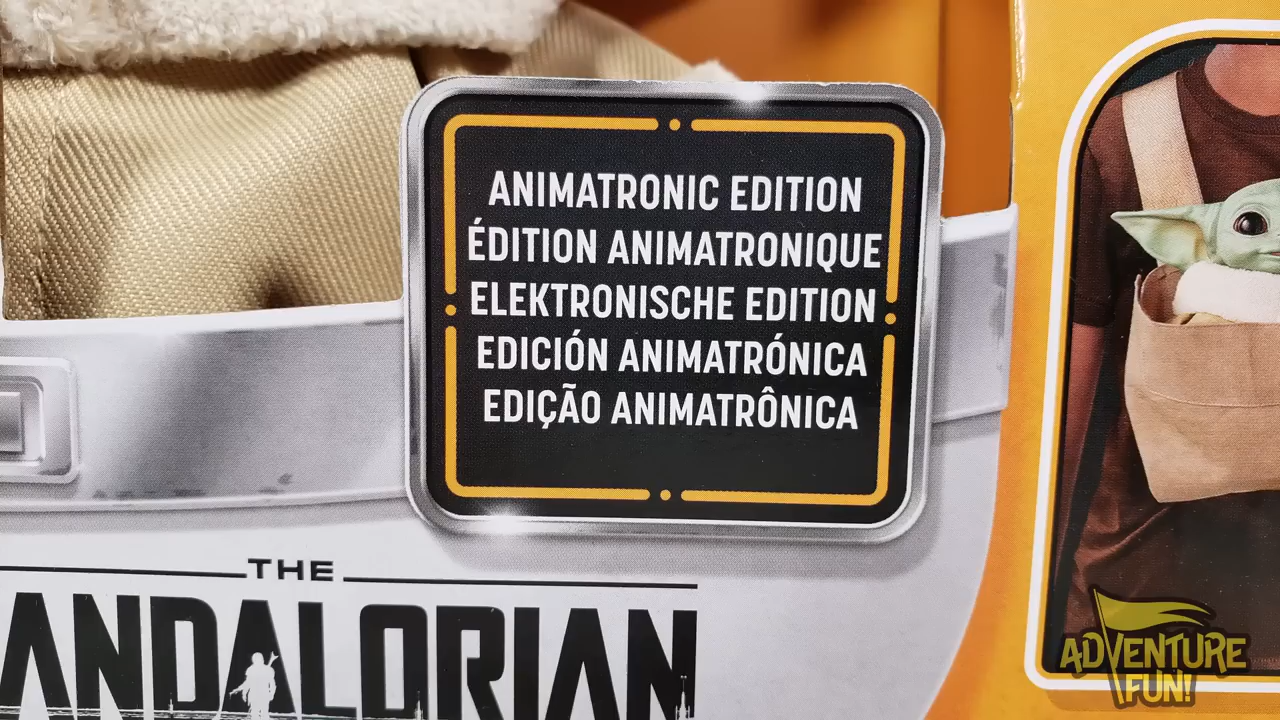 ANIMATRONIC EDITION
ÉDITION ANIMATRONIQUE
ELEKTRONISCHE EDITION
EDICIÓN ANIMATRÓNICA
EDIÇÃO ANIMATRÔNICA
THE
ANDALORIAN
ADVENTURE
FUN!